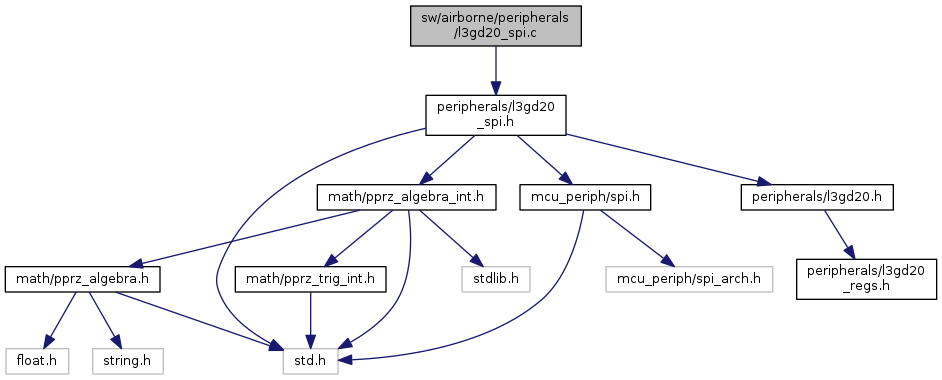 sw/airborne/peripherals
/l3gd20_spi.c
peripherals/l3gd20
_spi.h
math/pprz_algebra_int.h
mcu_periph/spi.h
peripherals/l3gd20.h
math/pprz_algebra.h
math/pprz_trig_int.h
stdlib.h
mcu_periph/spi_arch.h
peripherals/l3gd20
_regs.h
float.h
string.h
std.h